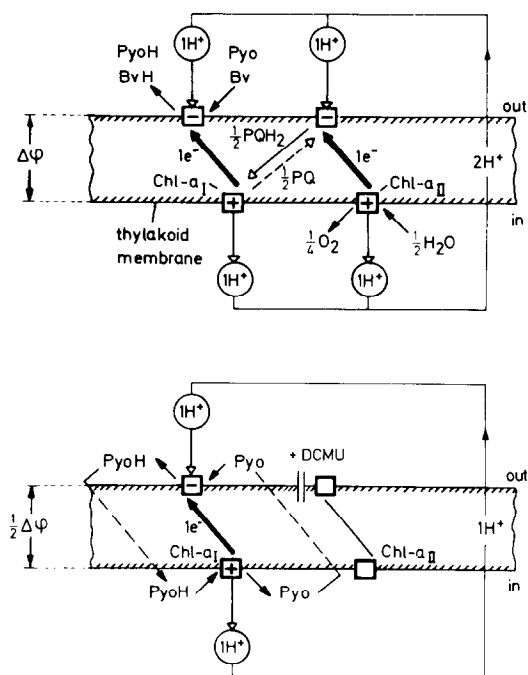 1H⁺ 1H⁺
PyoH Pyo
BvH Bv
out
½PQH₂
Δφ 1e⁻ 1e⁻ 2H⁺
½PQ
Chl-a_I Chl-a_II
in
thylakoid
membrane
¼O₂ ½H₂O
1H⁺ 1H⁺
1H⁺
PyoH Pyo + DCMU
out
½Δφ 1e⁻ 1H⁺
Chl-a_I Chl-a_II
in
PyoH Pyo
1H⁺